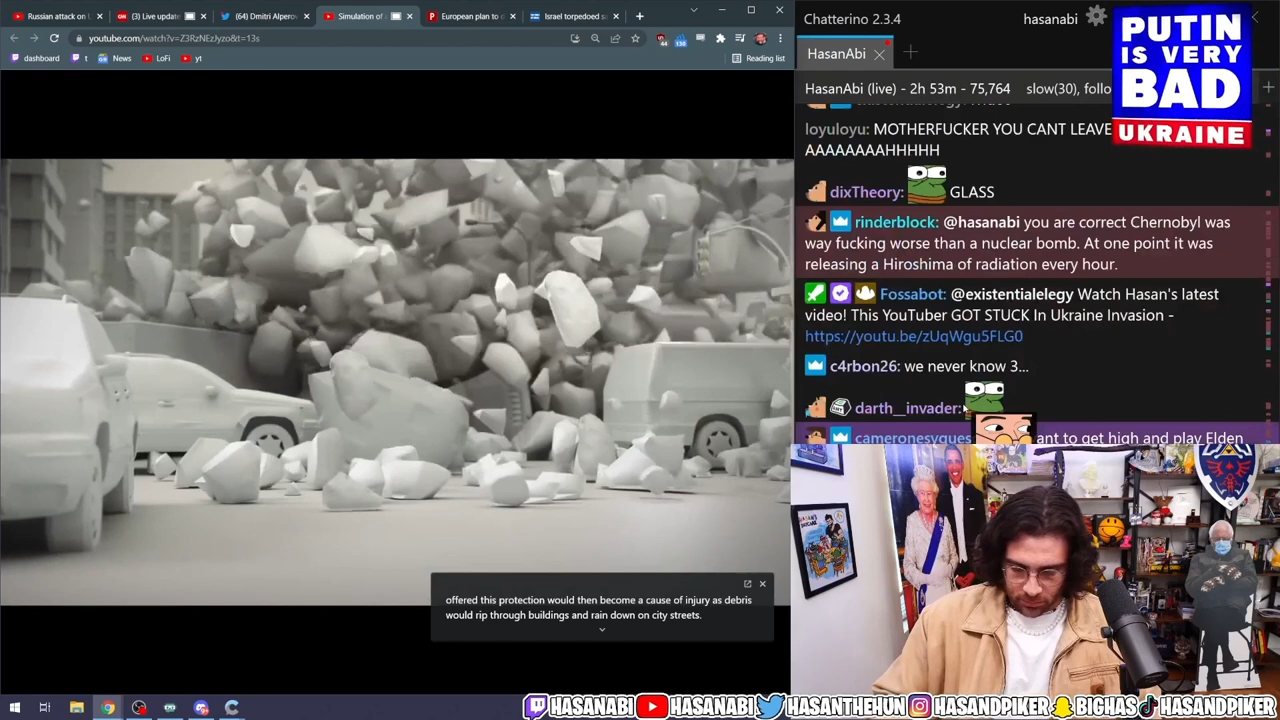 Russian attack on U
(3) Live update
(64) Dmitri Alperov
Simulation of
European plan to d
Israel torpedoed sa
youtube.com/watch?v=Z3RzNEzJyzo&t=13s
dashboard
t
News
LoFi
yt
Reading list
offered this protection would then become a cause of injury as debris
would rip through buildings and rain down on city streets.
Chatterino 2.3.4
hasanabi
HasanAbi
HasanAbi (live) - 2h 53m - 75,764
slow(30), follo
PUTIN
IS VERY
BAD
UKRAINE
loyuloyu: MOTHERFUCKER YOU CANT LEAVE
AAAAAAAAHHHHH
dixTheory: GLASS
rinderblock: @hasanabi you are correct Chernobyl was
way fucking worse than a nuclear bomb. At one point it was
releasing a Hiroshima of radiation every hour.
Fossabot: @existentialelegy Watch Hasan's latest
video! This YouTuber GOT STUCK In Ukraine Invasion -
https://youtu.be/zUqWgu5FLG0
c4rbon26: we never know 3...
darth__invader:
cameronesygues
ant to get high and play Elden
HASANABI
HASANABI
HASANTHEHUN
HASANDPIKER
BIGHAS
HASANDPIKER